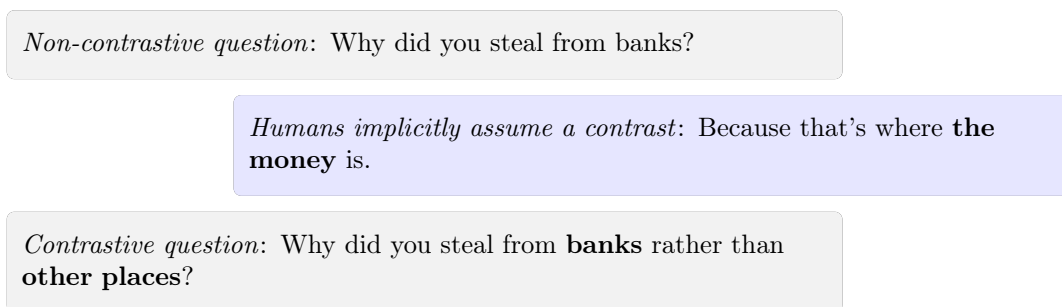 Non-contrastive question: Why did you steal from banks?
Humans implicitly assume a contrast: Because that's where the
money is.
Contrastive question: Why did you steal from banks rather than
other places?